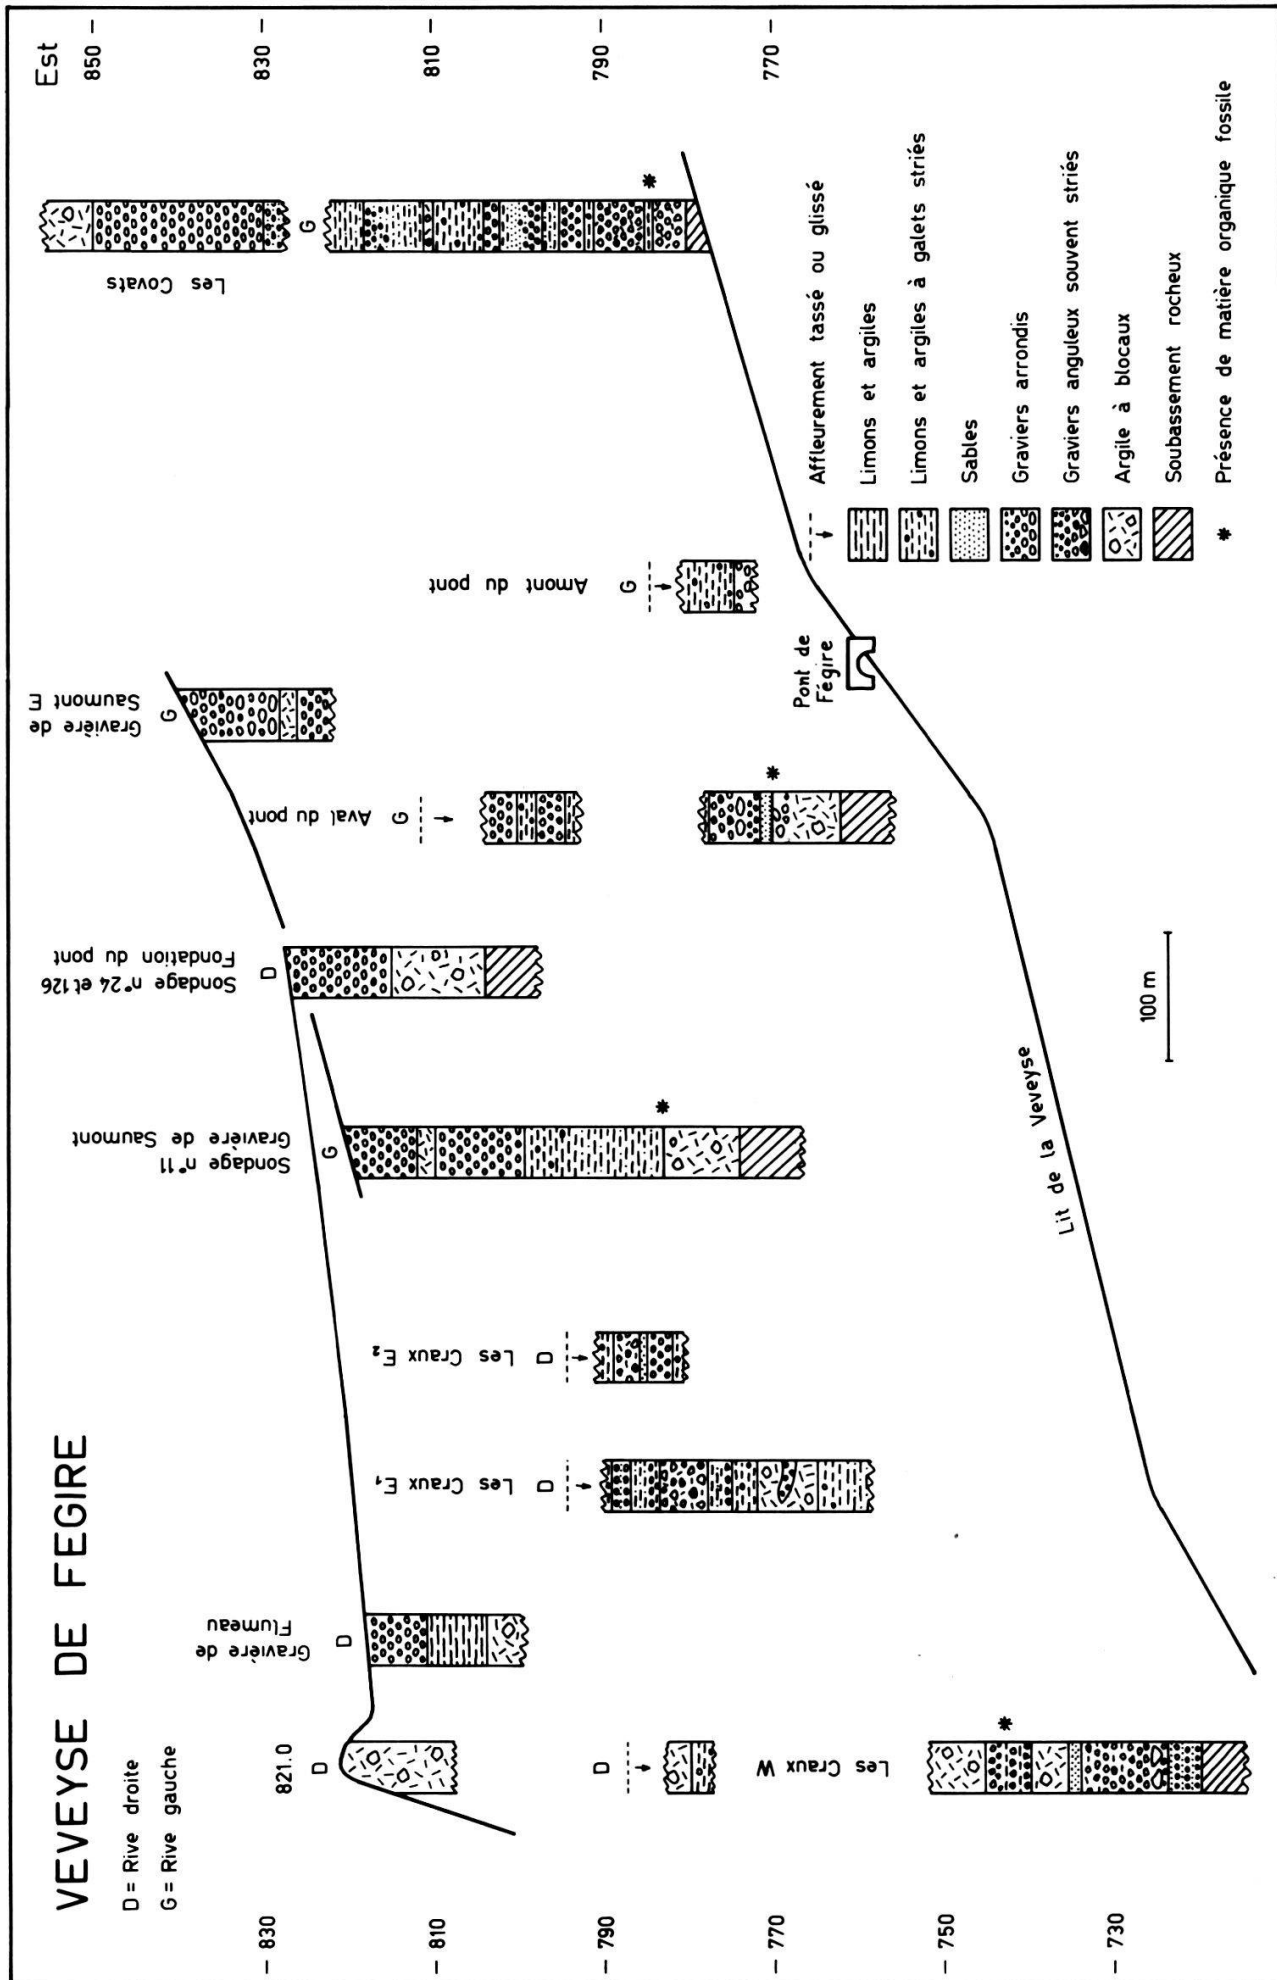 VEVEYSE DE FEGIRE
D = Rive droite
G = Rive gauche
Est
830
810
790
770
750
730
850
830
810
790
770
821.0
D
D
Les Craux W
*
Gravière de
Flumeau
D
Les Craux E₁
D
Les Craux E₂
D
Sondage n°11
Gravière de Saumont
G
*
Sondage n°24 et 126
Fondation du pont
D
Aval du pont
G
*
Gravière de
Saumont E
G
Amont du pont
G
Pont de
Fégire
Les Covats
G
*
Lit de la Veveyse
100 m
Affleurement tassé ou glissé
Limons et argiles
Limons et argiles à galets striés
Sables
Graviers arrondis
Graviers anguleux souvent striés
Argile à blocaux
Soubassement rocheux
* Présence de matière organique fossile